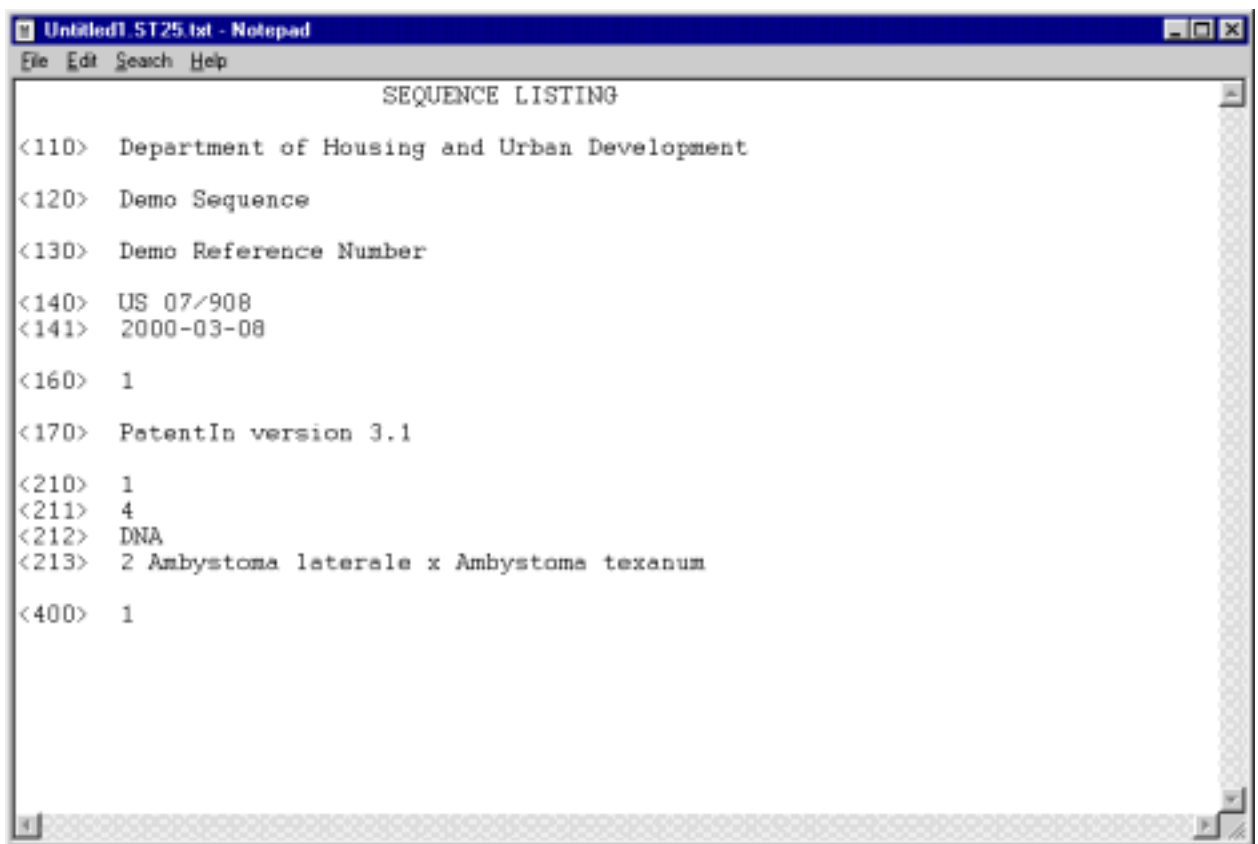 Untitled1.ST25.txt - Notepad
File Edit Search Help
SEQUENCE LISTING
<110> Department of Housing and Urban Development
<120> Demo Sequence
<130> Demo Reference Number
<140> US 07/908
<141> 2000-03-08
<160> 1
<170> PatentIn version 3.1
<210> 1
<211> 4
<212> DNA
<213> 2 Ambystoma laterale x Ambystoma texanum
<400> 1